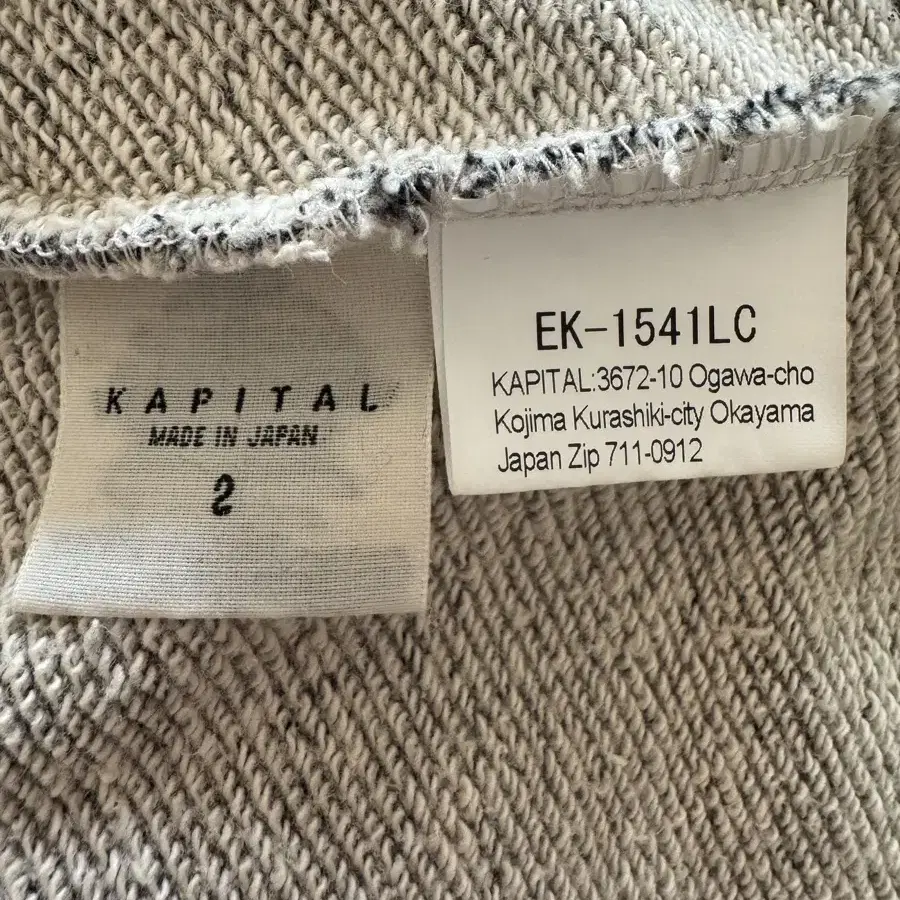 KAPITAL
MADE IN JAPAN
2
EK-1541LC
KAPITAL:3672-10 Ogawa-cho
Kojima Kurashiki-city Okayama
Japan Zip 711-0912